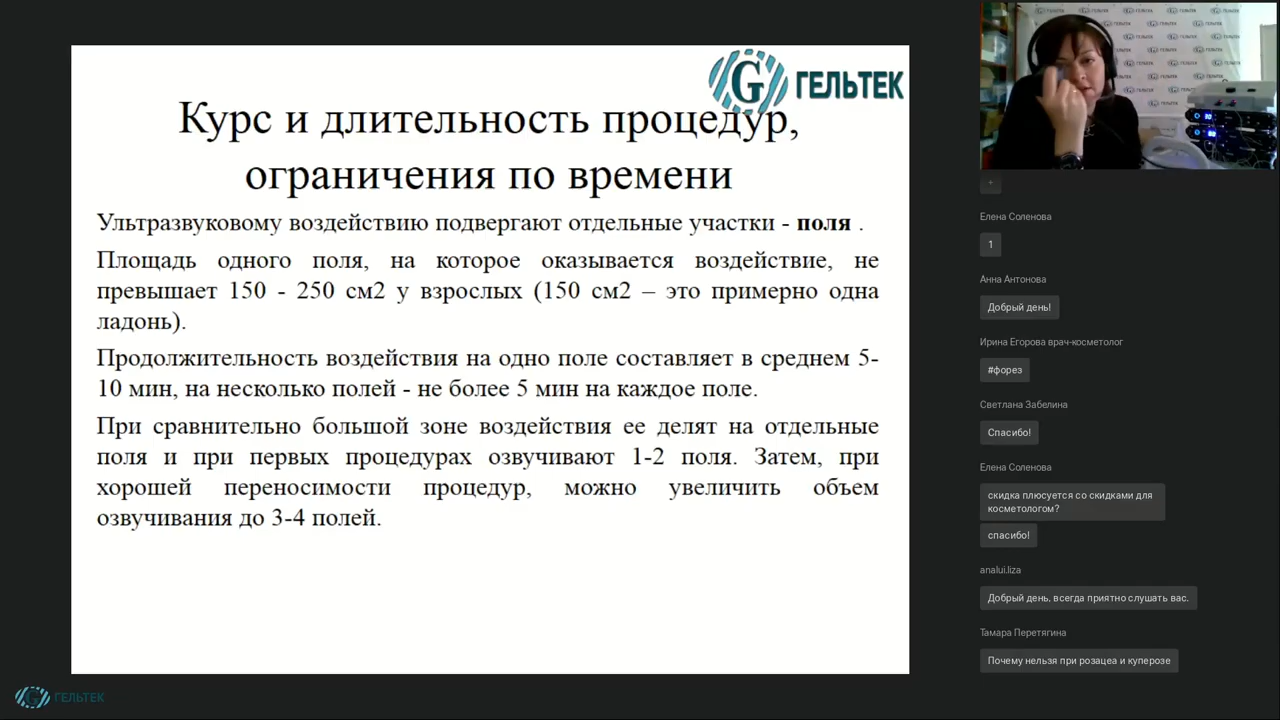 ГЕЛЬТЕК
Курс и длительность процедур,
ограничения по времени
Ультразвуковому воздействию подвергают отдельные участки - поля .
Площадь одного поля, на которое оказывается воздействие, не
превышает 150 - 250 см2 у взрослых (150 см2 – это примерно одна
ладонь).
Продолжительность воздействия на одно поле составляет в среднем 5-
10 мин, на несколько полей - не более 5 мин на каждое поле.
При сравнительно большой зоне воздействия ее делят на отдельные
поля и при первых процедурах озвучивают 1-2 поля. Затем, при
хорошей переносимости процедур, можно увеличить объем
озвучивания до 3-4 полей.
ГЕЛЬТЕК
+
Елена Соленова
1
Анна Антонова
Добрый день!
Ирина Егорова врач-косметолог
#форез
Светлана Забелина
Спасибо!
Елена Соленова
скидка плюсуется со скидками для
косметологом?
спасибо!
analui.liza
Добрый день. всегда приятно слушать вас.
Тамара Перетягина
Почему нельзя при розацеа и куперозе